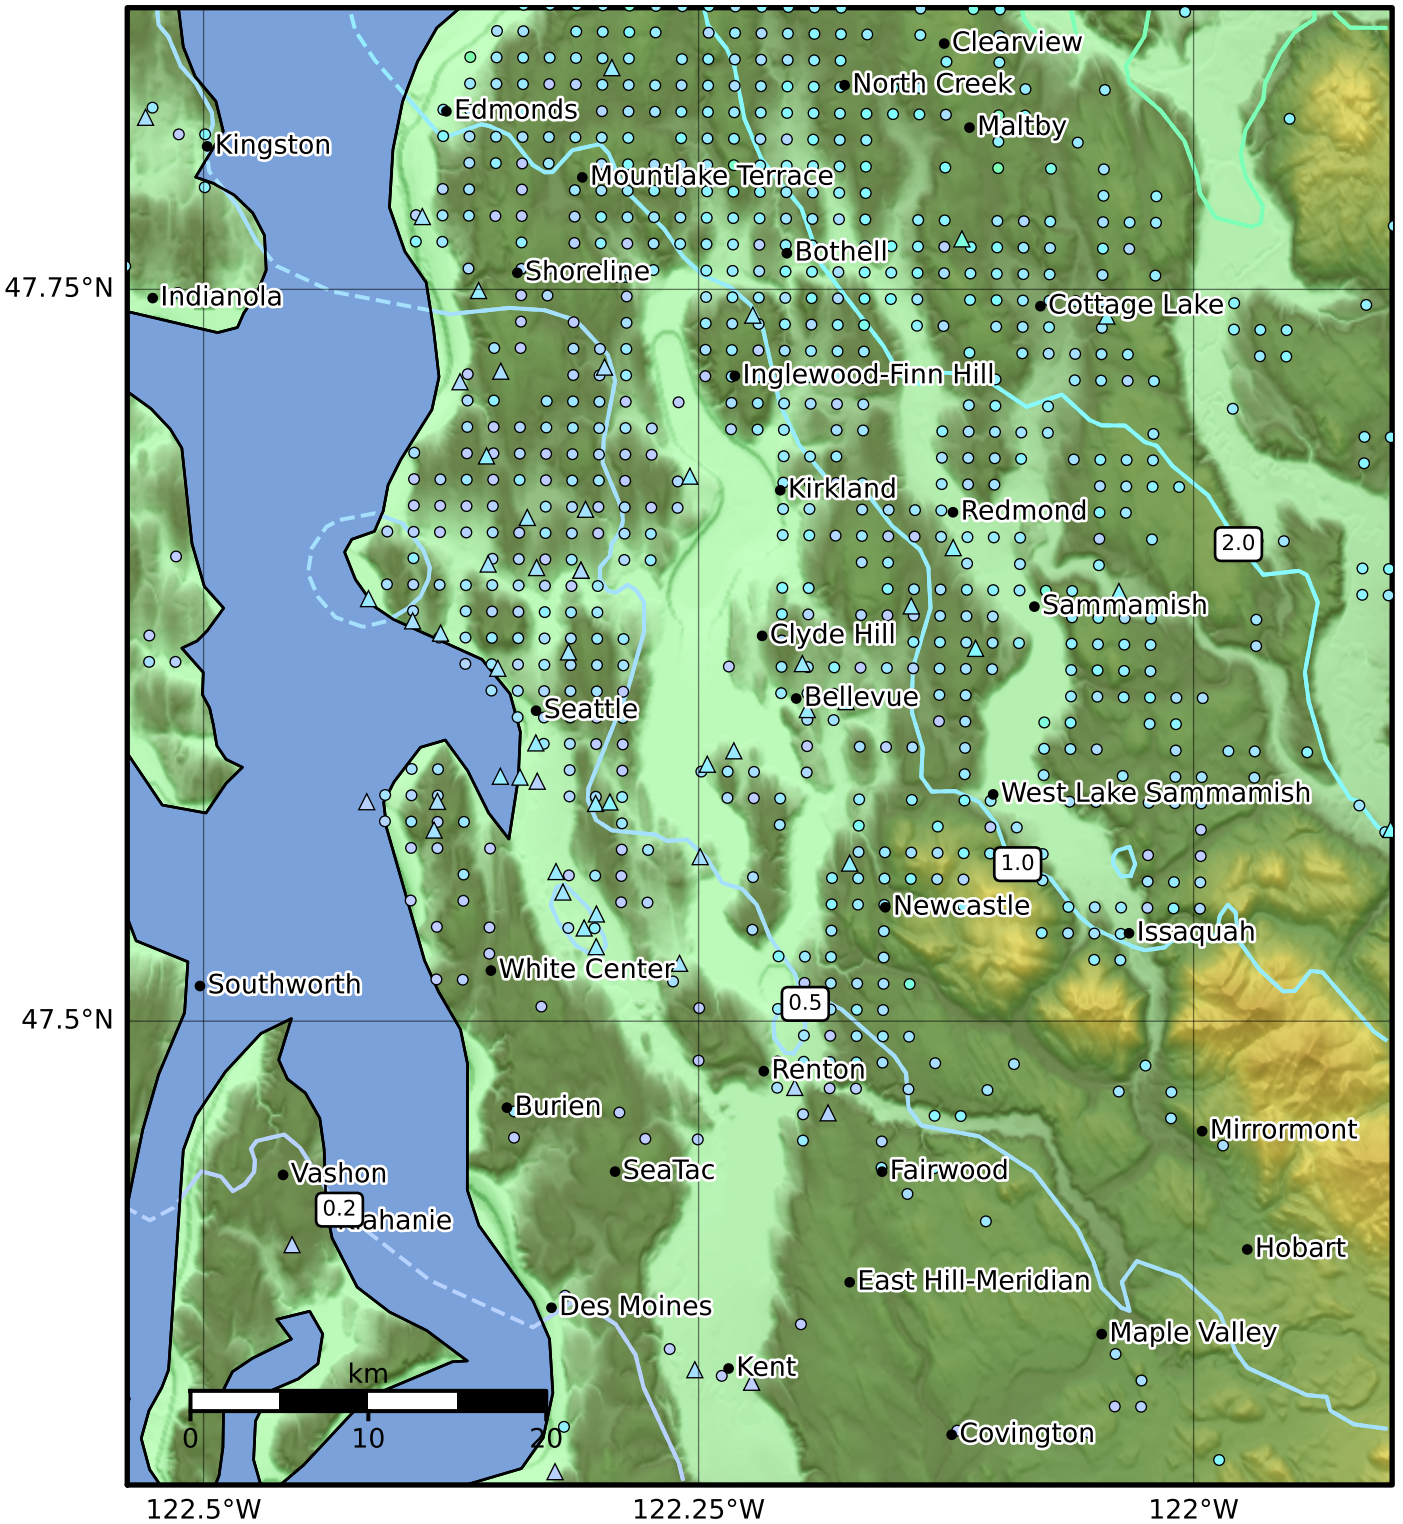 Clearview
North Creek
Edmonds
Maltby
Kingston
Mountlake Terrace
Bothell
Shoreline
47.75°N
Indianola
Cottage Lake
Inglewood-Finn Hill
Kirkland
Redmond
2.0
Sammamish
Clyde Hill
Bellevue
Seattle
West Lake Sammamish
1.0
Newcastle
Issaquah
White Center
Southworth
0.5
47.5°N
Renton
Burien
Mirrormont
Vashon
SeaTac
Fairwood
0.2
ahanie
Hobart
East Hill-Meridian
Des Moines
Maple Valley
Kent
km
0 10 20
Covington
122.5°W 122.25°W 122°W